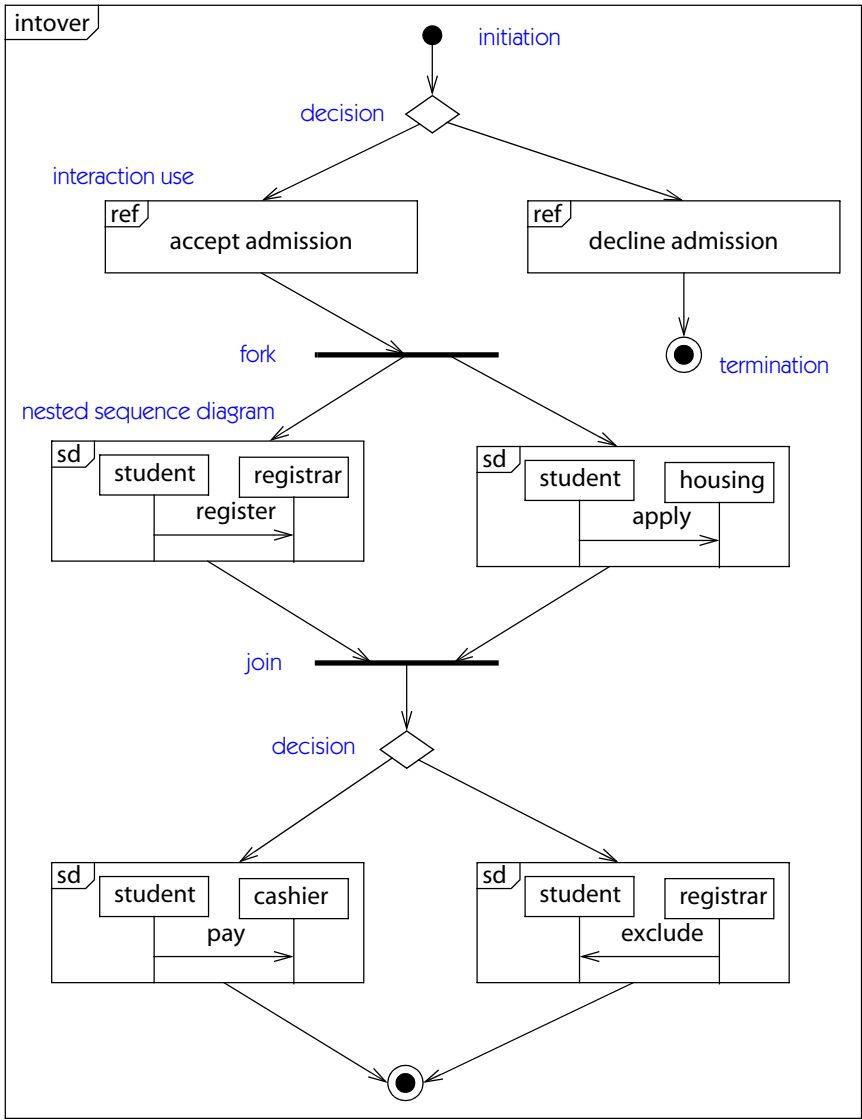 intover
initiation
decision
interaction use
ref
accept admission
ref
decline admission
fork
termination
nested sequence diagram
sd
student
registrar
register
sd
student
housing
apply
join
decision
sd
student
cashier
pay
sd
student
registrar
exclude